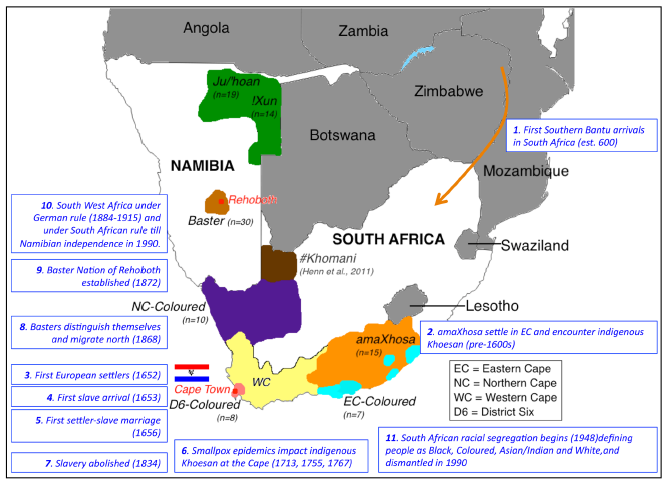 Angola
Zambia
Ju/'hoan
(n=19)
!Xun
(n=14)
Zimbabwe
Botswana
1. First Southern Bantu arrivals
in South Africa (est. 600)
NAMIBIA
Mozambique
10. South West Africa under
German rule (1884-1915) and
under South African rule till
Namibian independence in 1990.
Rehoboth
Baster (n=30)
SOUTH AFRICA
Swaziland
#Khomani
(Henn et al., 2011)
9. Baster Nation of Rehoboth
established (1872)
NC-Coloured
(n=10)
Lesotho
8. Basters distinguish themselves
and migrate north (1868)
amaXhosa
(n=15)
2. amaXhosa settle in EC and encounter indigenous
Khoesan (pre-1600s)
3. First European settlers (1652)
WC
EC = Eastern Cape
NC = Northern Cape
WC = Western Cape
D6 = District Six
4. First slave arrival (1653)
Cape Town
D6-Coloured
(n=8)
EC-Coloured
(n=7)
5. First settler-slave marriage
(1656)
6. Smallpox epidemics impact indigenous
Khoesan at the Cape (1713, 1755, 1767)
11. South African racial segregation begins (1948)defining
people as Black, Coloured, Asian/Indian and White,and
dismantled in 1990
7. Slavery abolished (1834)